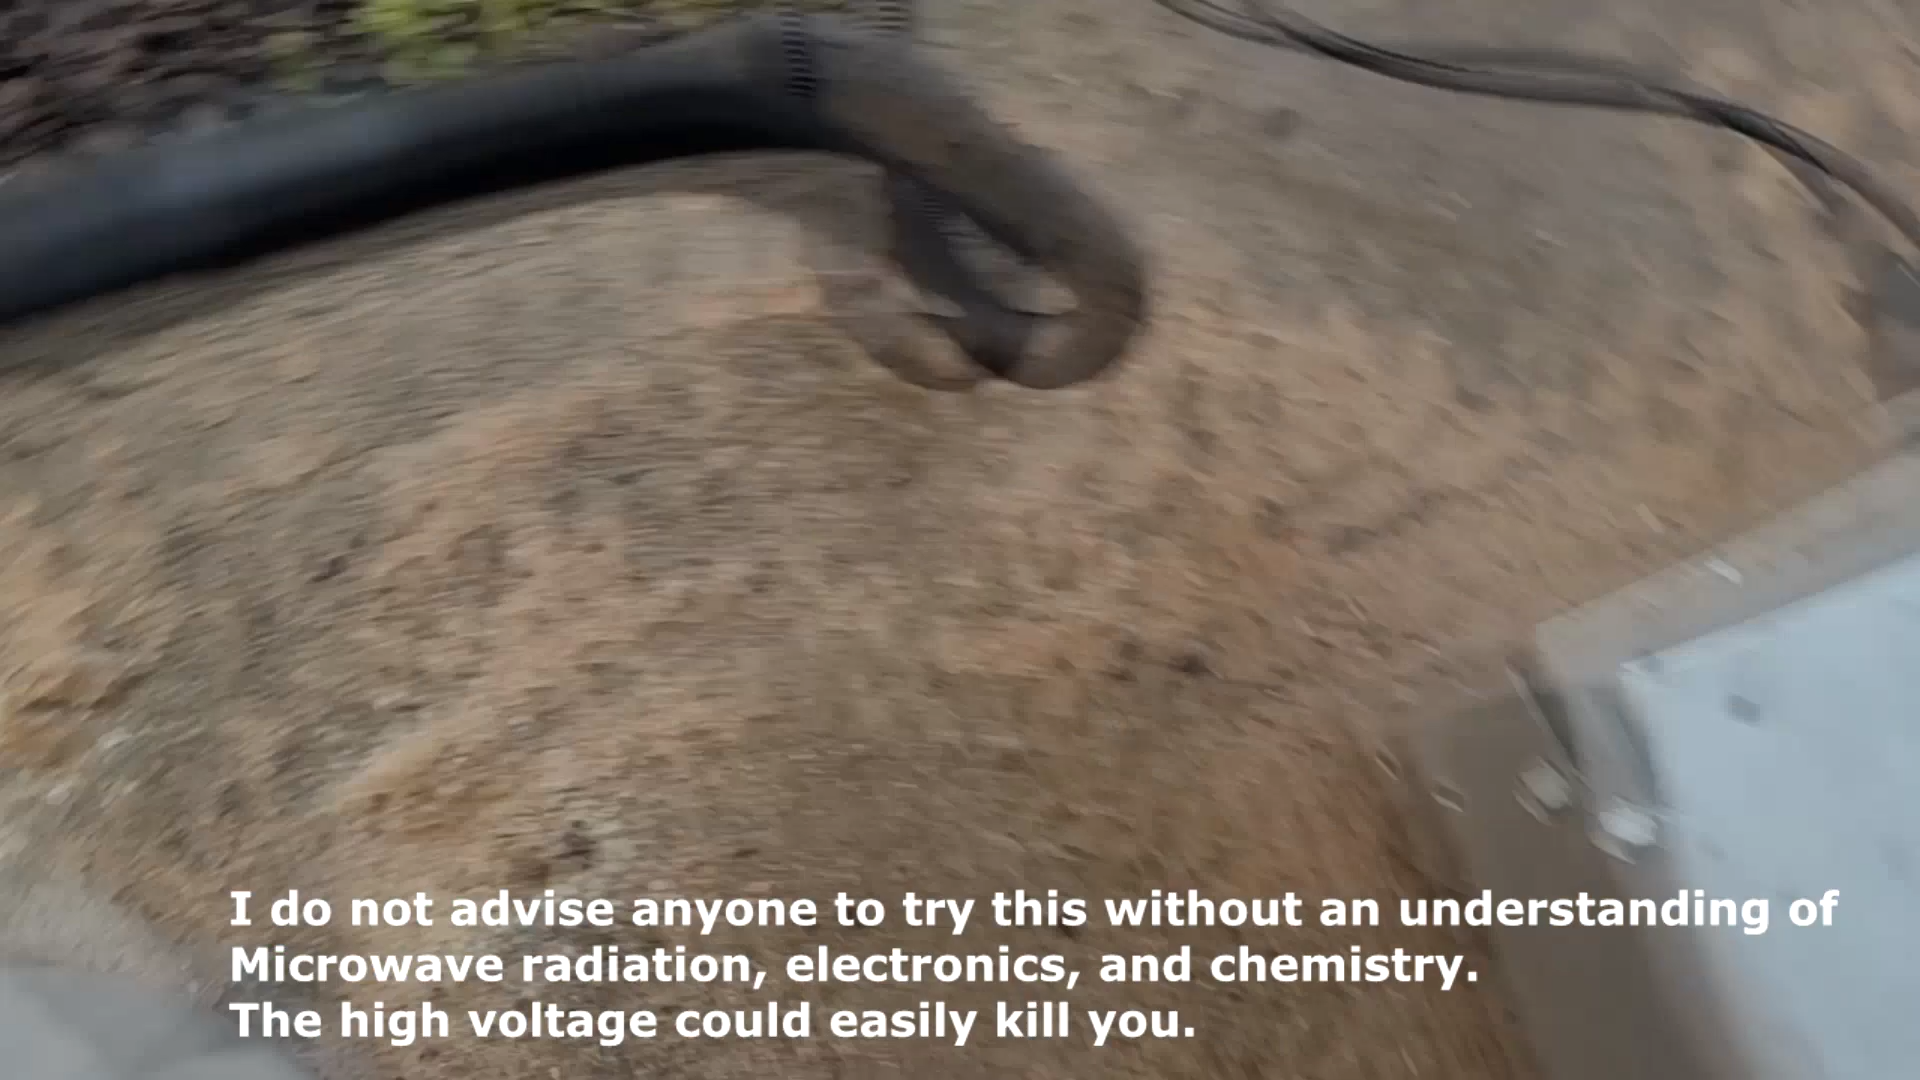 I do not advise anyone to try this without an understanding of
Microwave radiation, electronics, and chemistry.
The high voltage could easily kill you.